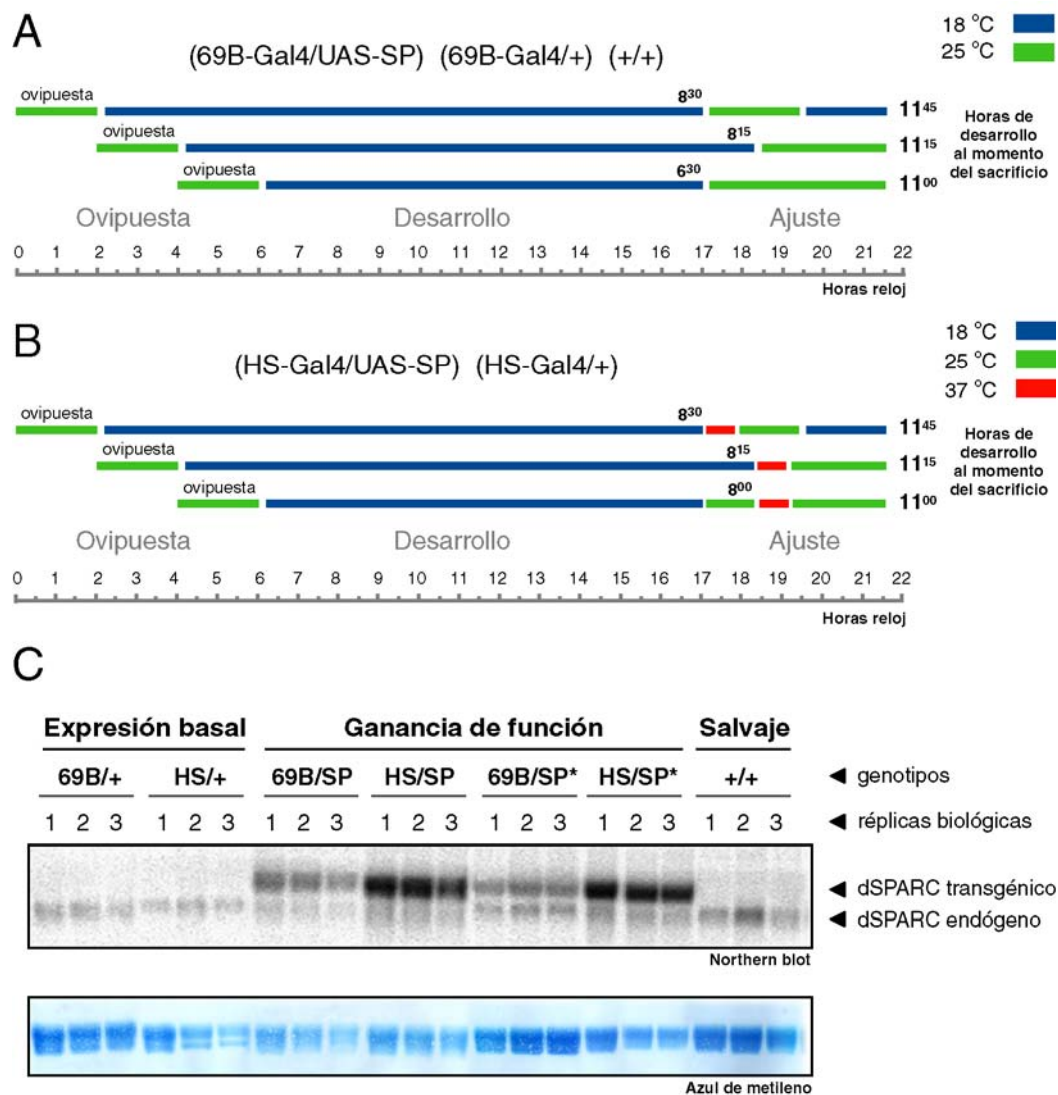 A
(69B-Gal4/UAS-SP) (69B-Gal4/+) (+/+)
18 °C
25 °C
ovipuesta
8³⁰
11⁴⁵
ovipuesta
8¹⁵
11¹⁵
ovipuesta
6³⁰
11⁰⁰
Horas de
desarrollo
al momento
del sacrificio
Ovipuesta Desarrollo Ajuste
0 1 2 3 4 5 6 7 8 9 10 11 12 13 14 15 16 17 18 19 20 21 22
Horas reloj
B
(HS-Gal4/UAS-SP) (HS-Gal4/+)
18 °C
25 °C
37 °C
ovipuesta
8³⁰
11⁴⁵
ovipuesta
8¹⁵
11¹⁵
ovipuesta
8⁰⁰
11⁰⁰
Horas de
desarrollo
al momento
del sacrificio
Ovipuesta Desarrollo Ajuste
0 1 2 3 4 5 6 7 8 9 10 11 12 13 14 15 16 17 18 19 20 21 22
Horas reloj
C
Expresión basal Ganancia de función Salvaje
69B/+ HS/+ 69B/SP HS/SP 69B/SP* HS/SP* +/+ ◄ genotipos
1 2 3 1 2 3 1 2 3 1 2 3 1 2 3 1 2 3 1 2 3 ◄ réplicas biológicas
◄ dSPARC transgénico
◄ dSPARC endógeno
Northern blot
Azul de metileno